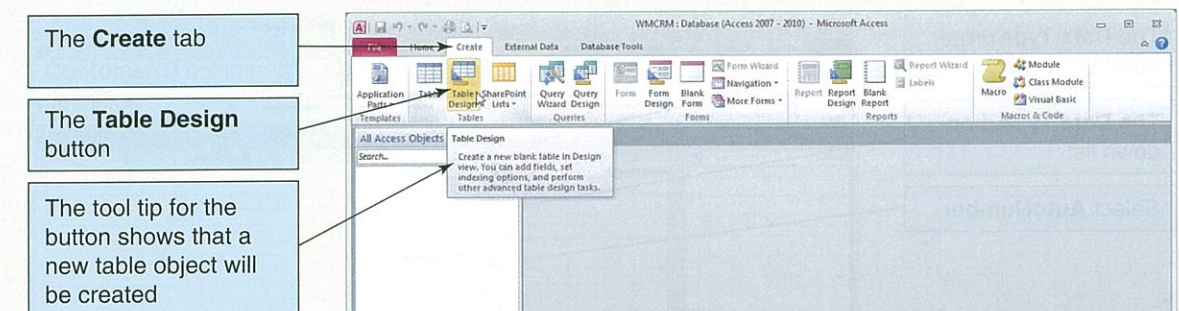 The Create tab
The Table Design
button
The tool tip for the
button shows that a
new table object will
be created
WMCRM : Database (Access 2007 - 2010) - Microsoft Access
File Home Create External Data Database Tools
Application Parts
Table
Table Design
SharePoint Lists
Query Wizard
Query Design
Form
Form Design
Blank Form
Form Wizard
Navigation
More Forms
Report
Report Design
Blank Report
Report Wizard
Labels
Macro
Module
Class Module
Visual Basic
Templates Tables Queries Forms Reports Macros & Code
All Access Objects
Search...
Table Design
Create a new blank table in Design
view. You can add fields, set
indexing options, and perform
other advanced table design tasks.
Select AutoNumber